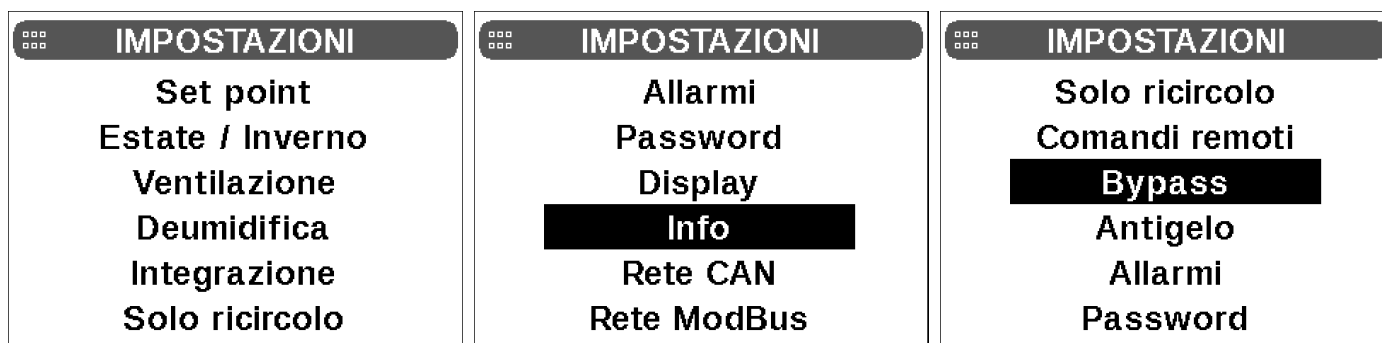 IMPOSTAZIONI
Set point
Estate / Inverno
Ventilazione
Deumidifica
Integrazione
Solo ricircolo
IMPOSTAZIONI
Allarmi
Password
Display
Info
Rete CAN
Rete ModBus
IMPOSTAZIONI
Solo ricircolo
Comandi remoti
Bypass
Antigelo
Allarmi
Password